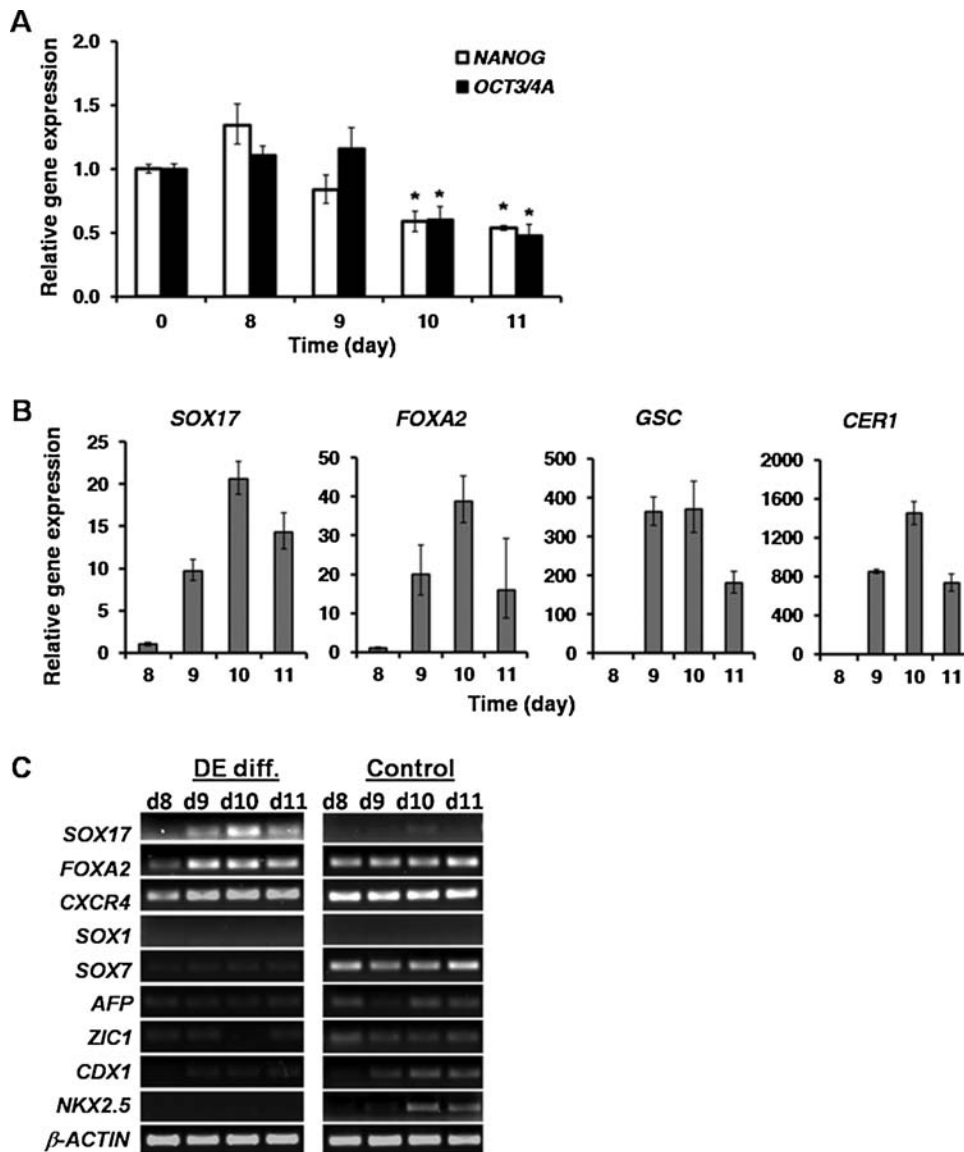 A
Relative gene expression
2.0
1.5
1.0
0.5
0.0
NANOG
OCT3/4A
* * * *
0 8 9 10 11
Time (day)
B
Relative gene expression
SOX17
25
20
15
10
5
0
8 9 10 11
FOXA2
50
40
30
20
10
0
8 9 10 11
GSC
500
400
300
200
100
0
8 9 10 11
CER1
2000
1600
1200
800
400
0
8 9 10 11
Time (day)
C
DE diff. Control
d8 d9 d10 d11 d8 d9 d10 d11
SOX17
FOXA2
CXCR4
SOX1
SOX7
AFP
ZIC1
CDX1
NKX2.5
β-ACTIN